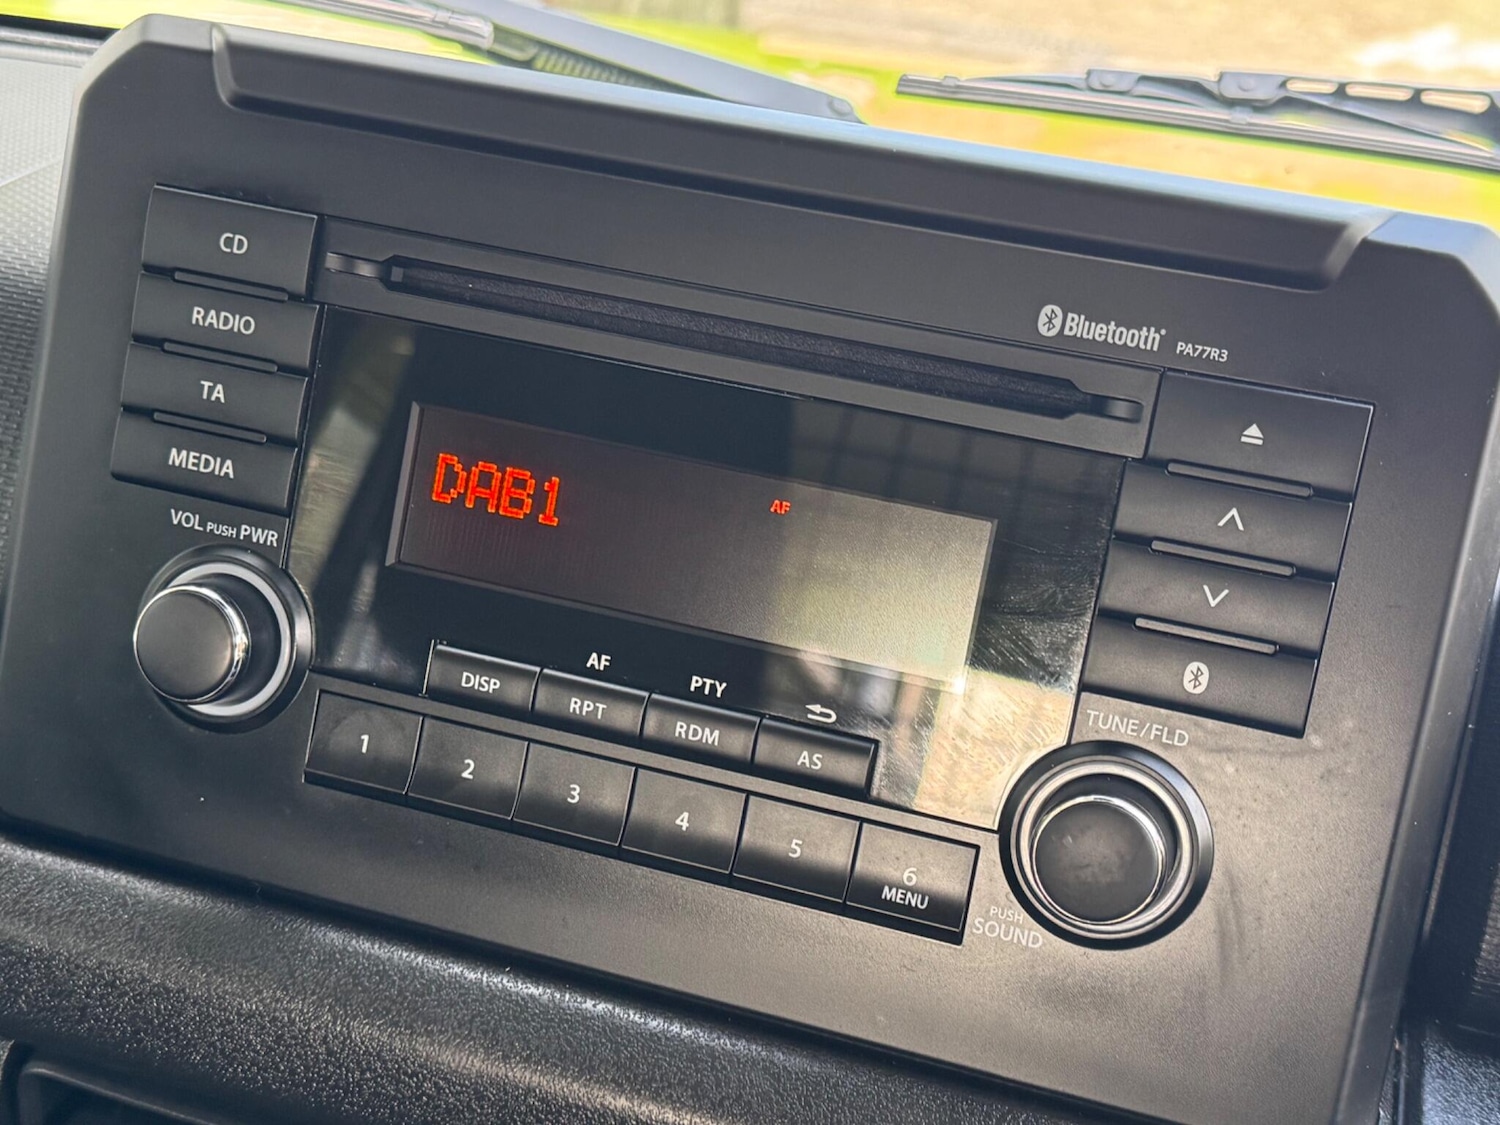 CD
RADIO
TA
MEDIA
VOL PUSH PWR
Bluetooth PA77R3
DAB1
AF
AF
PTY
DISP
RPT
RDM
AS
1
2
3
4
5
6
MENU
TUNE/FLD
PUSH
SOUND